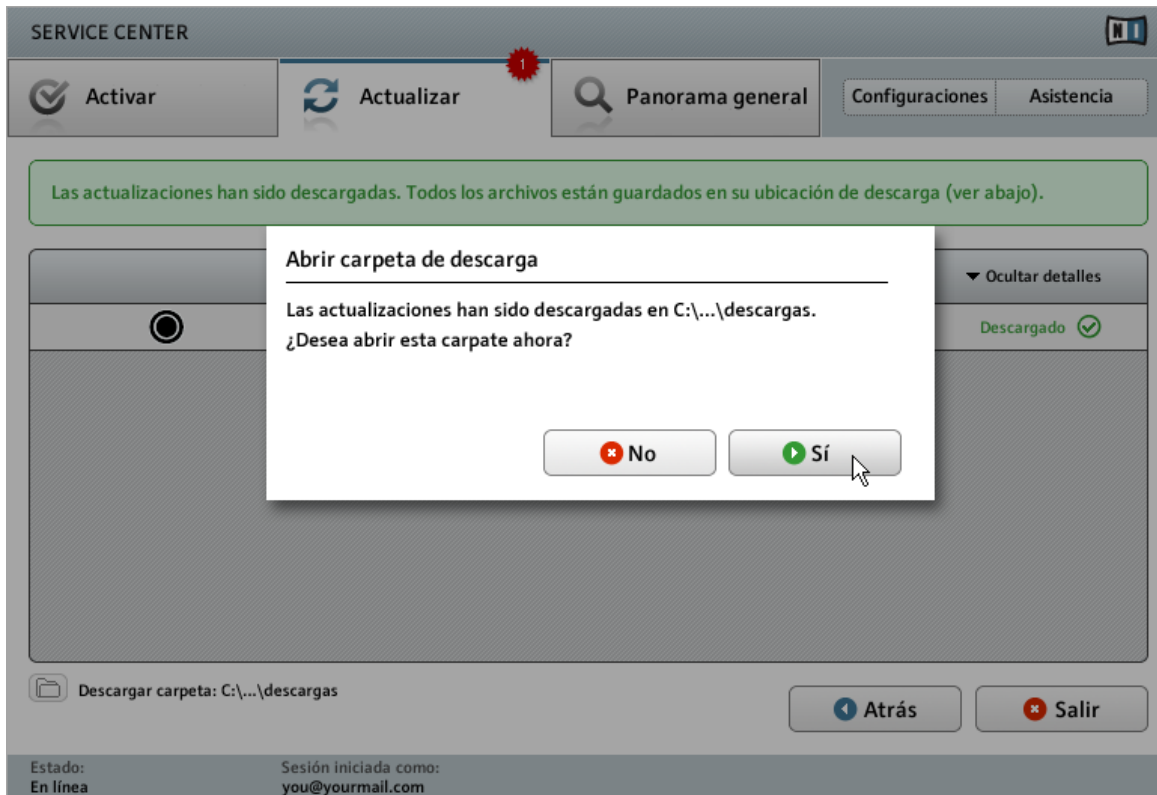 SERVICE CENTER
NI
Activar
Actualizar
1
Panorama general
Configuraciones
Asistencia
Las actualizaciones han sido descargadas. Todos los archivos están guardados en su ubicación de descarga (ver abajo).
Abrir carpeta de descarga
Las actualizaciones han sido descargadas en C:\...\descargas.
¿Desea abrir esta carpate ahora?
No
Sí
Ocultar detalles
Descargado
Descargar carpeta: C:\...\descargas
Atrás
Salir
Estado:
En línea
Sesión iniciada como:
you@yourmail.com